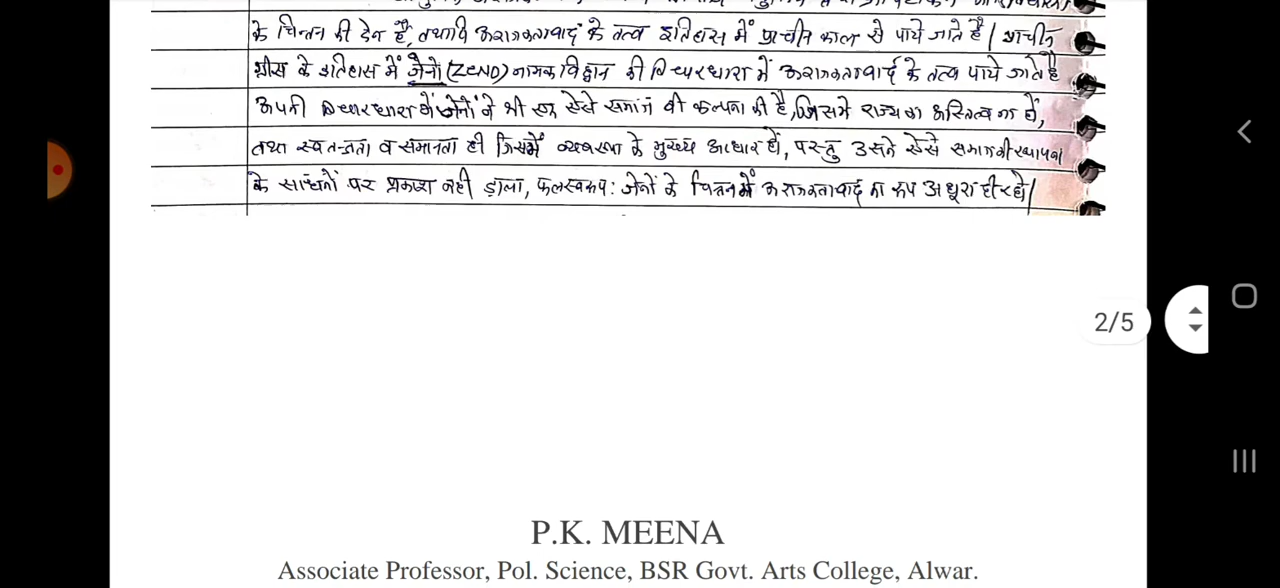 के चिन्तन की देन है, तथापि अराजकतावाद के तत्व इतिहास में प्राचीन काल से पाये जाते है। प्राचीन
ग्रीस के इतिहास में जेनो (ZENO) नामक विद्वान की विचारधारा में अराजकतावाद के तत्व पाये जाते है
अपनी विचारधारा में जेनों ने भी एक ऐसे समाज की कल्पना की है, जिसमे राज्य का अस्तित्व ना हों,
तथा स्वतन्त्रता व समानता ही जिसमें व्यवस्था के मुख्य आधार हों, परन्तु उसने ऐसे समाज की स्थापना
के साधनों पर प्रकाश नही डाला, फलस्वरूप: जेनों के चिन्तन में अराजकतावाद का रूप अधूरा ही रहा।
2/5
P.K. MEENA
Associate Professor, Pol. Science, BSR Govt. Arts College, Alwar.